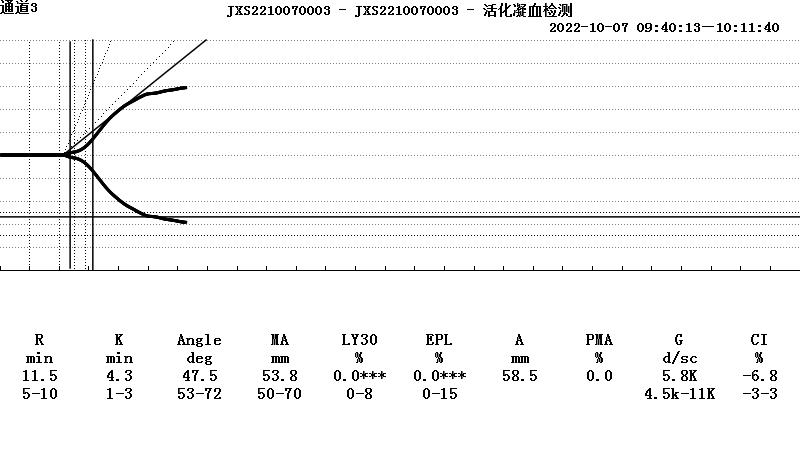 通道3
JXS2210070003 - JXS2210070003 - 活化凝血检测
2022-10-07 09:40:13—10:11:40
R K Angle MA LY30 EPL A PMA G CI
min min deg mm % % mm % d/sc %
11.5 4.3 47.5 53.8 0.0*** 0.0*** 58.5 0.0 5.8K -6.8
5-10 1-3 53-72 50-70 0-8 0-15 4.5k-11K -3-3